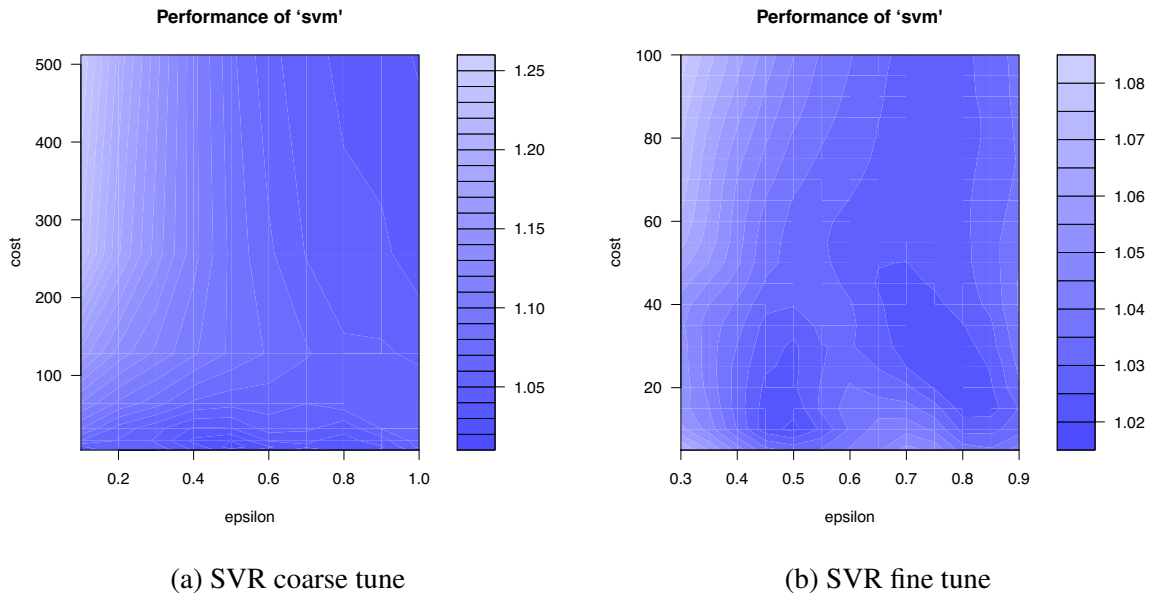 Performance of ‘svm'
500
400
300
200
100
0.2 0.4 0.6 0.8 1.0
cost
epsilon
1.25
1.20
1.15
1.10
1.05
(a) SVR coarse tune
Performance of ‘svm'
100
80
60
40
20
0.3 0.4 0.5 0.6 0.7 0.8 0.9
cost
epsilon
1.08
1.07
1.06
1.05
1.04
1.03
1.02
(b) SVR fine tune